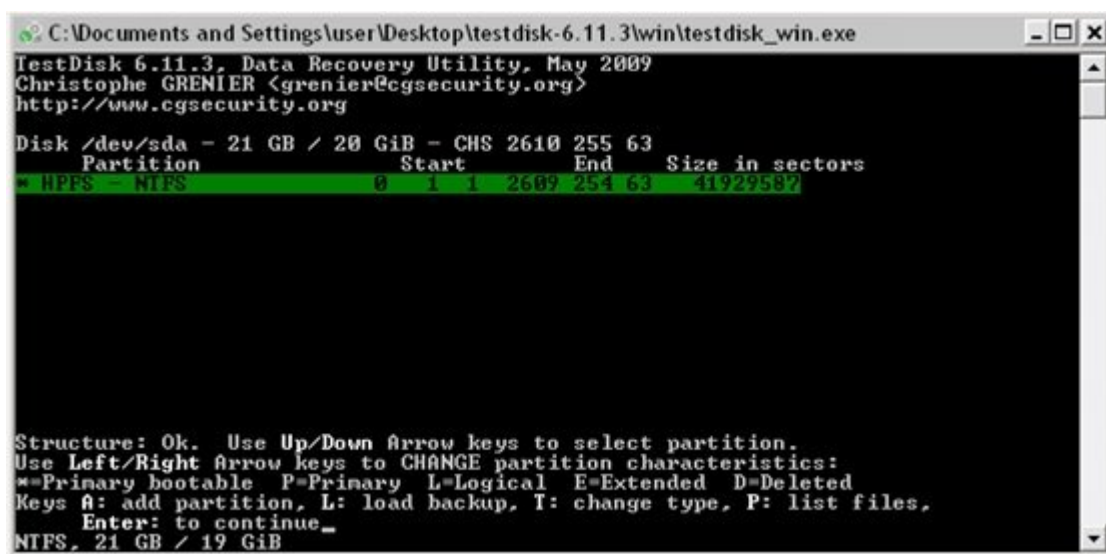 C:\Documents and Settings\user\Desktop\testdisk-6.11.3\win\testdisk_win.exe
TestDisk 6.11.3, Data Recovery Utility, May 2009
Christophe GRENIER <grenier@cgsecurity.org>
http://www.cgsecurity.org
Disk /dev/sda - 21 GB / 20 GiB - CHS 2610 255 63
Partition Start End Size in sectors
* HPFS - NTFS 0 1 1 2609 254 63 41929587
Structure: Ok. Use Up/Down Arrow keys to select partition.
Use Left/Right Arrow keys to CHANGE partition characteristics:
*=Primary bootable P=Primary L=Logical E=Extended D=Deleted
Keys A: add partition, L: load backup, T: change type, P: list files,
Enter: to continue_
NTFS, 21 GB / 19 GiB